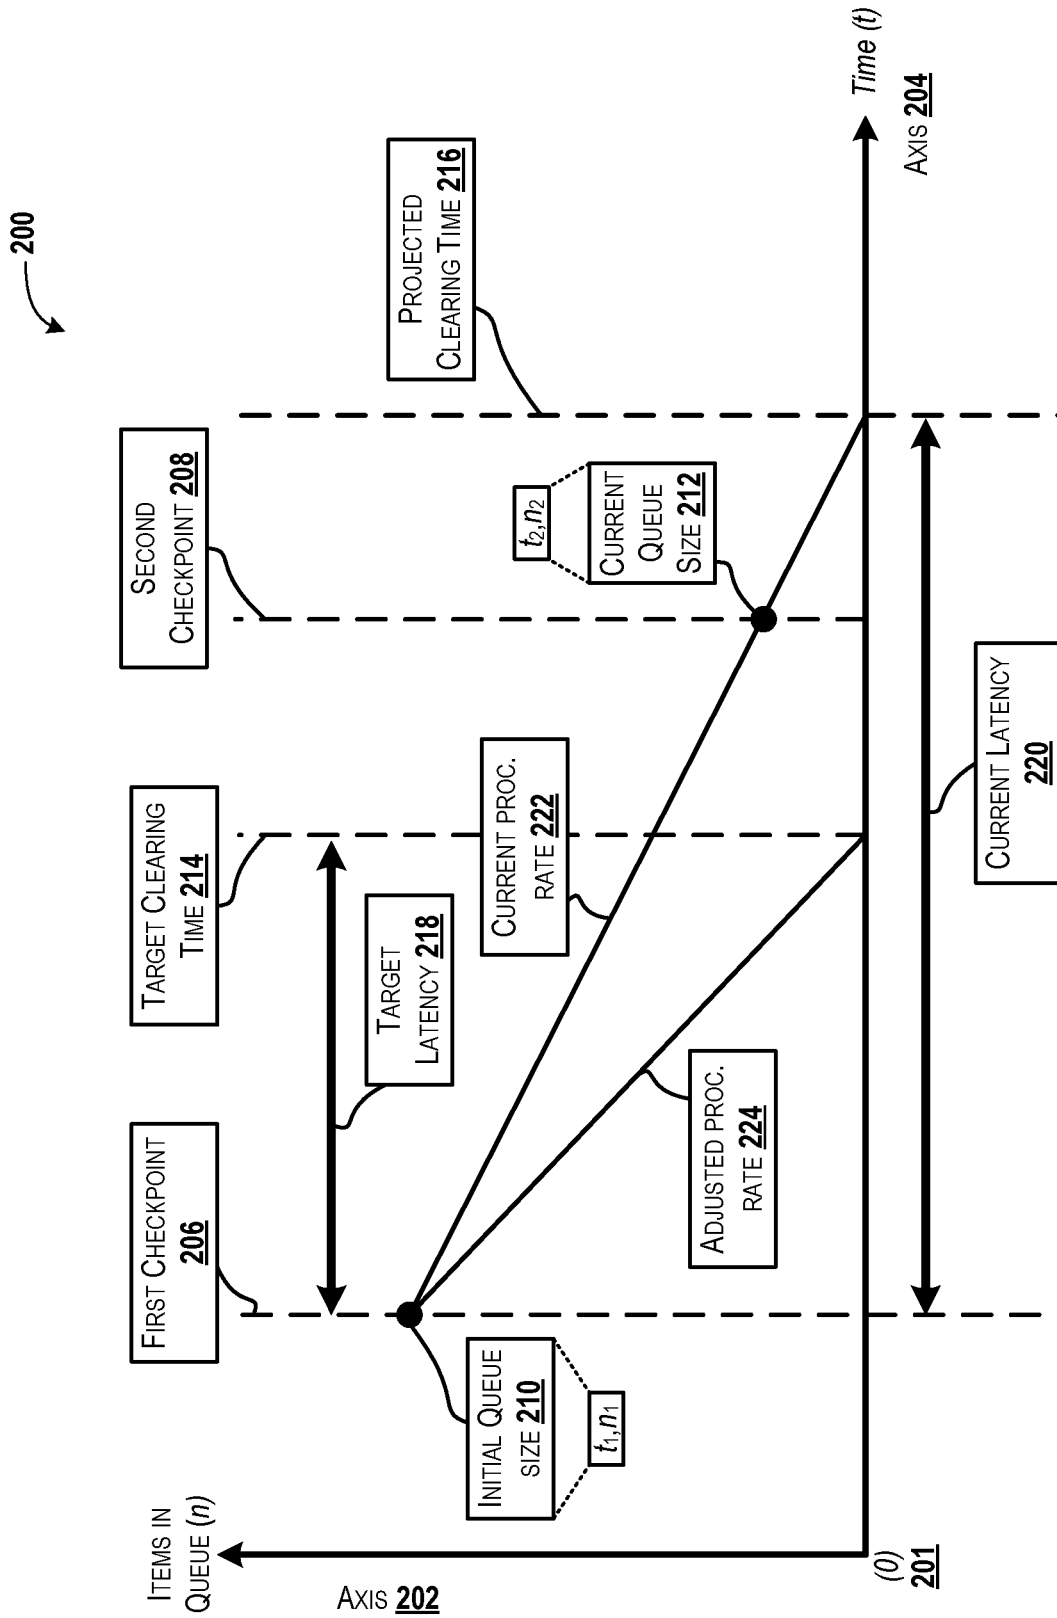 200
ITEMS IN
QUEUE (n)
AXIS 202
FIRST CHECKPOINT
206
TARGET CLEARING
TIME 214
SECOND
CHECKPOINT 208
PROJECTED
CLEARING TIME 216
TARGET
LATENCY 218
INITIAL QUEUE
SIZE 210
t1,n1
CURRENT PROC.
RATE 222
t2,n2
CURRENT
QUEUE
SIZE 212
ADJUSTED PROC.
RATE 224
(0)
201
Time (t)
AXIS 204
CURRENT LATENCY
220